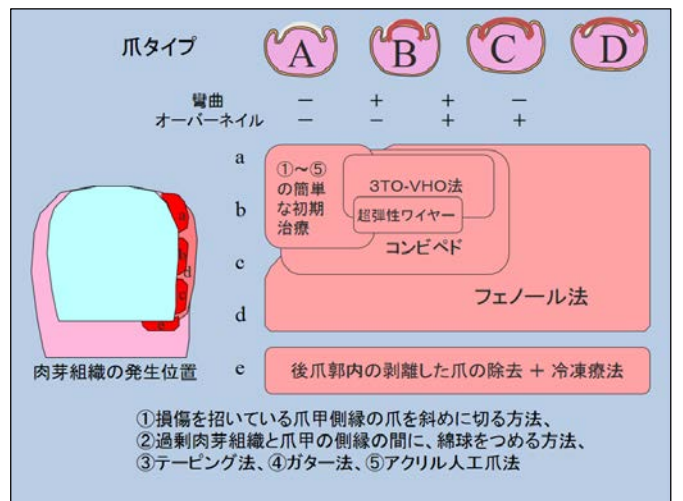 爪タイプ
A B C D
彎曲 − + + −
オーバーネイル − − + +
a
①～⑤
の簡単
な初期
治療
3TO-VHO法
b
超弾性ワイヤー
コンビペド
c
フェノール法
d
a
b
d
c
e
肉芽組織の発生位置
e 後爪郭内の剥離した爪の除去 + 冷凍療法
①損傷を招いている爪甲側縁の爪を斜めに切る方法、
②過剰肉芽組織と爪甲の側縁の間に、綿球をつめる方法、
③テーピング法、④ガター法、⑤アクリル人工爪法